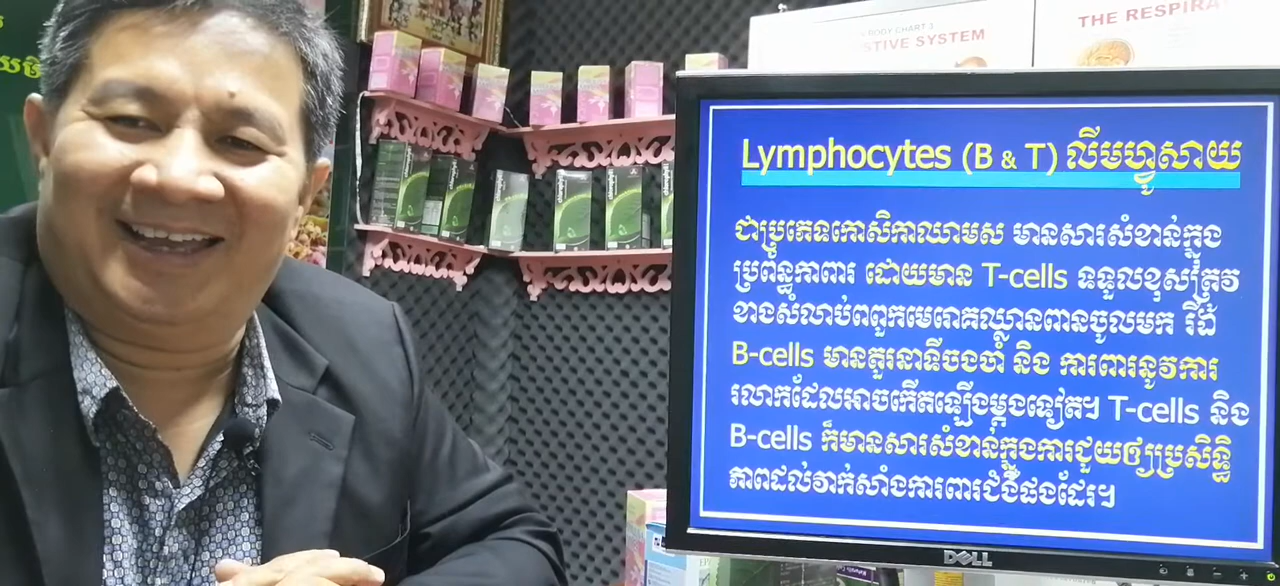 BODY CHART 3
STIVE SYSTEM
THE RESPIRA
Lymphocytes (B & T) លីមហ្វូសាយ
ជាប្រភេទកោសិកាឈាមស មានសារសំខាន់ក្នុង
ប្រព័ន្ធការពារ ដោយមាន T-cells ទទួលខុសត្រូវ
ខាងសំលាប់ពពួកមេរោគឈ្លានពានចូលមក រីឯ
B-cells មានតួរនាទីចងចាំ និង ការពារនូវការ
រលាកដែលអាចកើតឡើងម្តងទៀត។ T-cells និង
B-cells ក៏មានសារសំខាន់ក្នុងការជួយឲ្យប្រសិទ្ធិ
ភាពដល់វាក់សាំងការពារជំងឺផងដែរ។
DELL